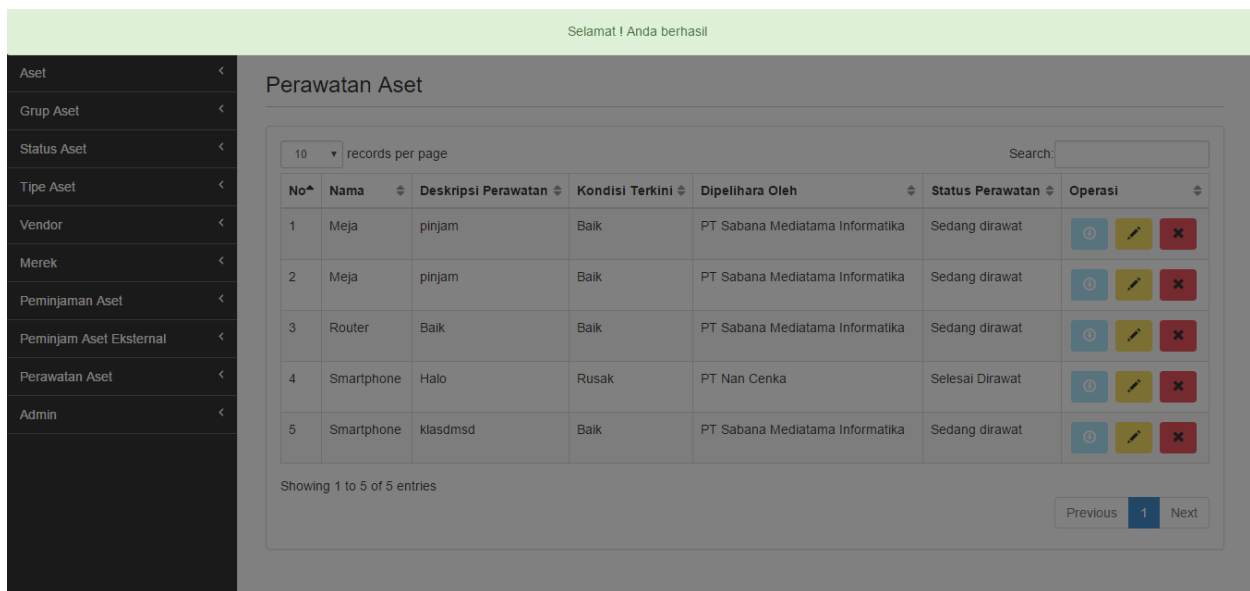 Selamat ! Anda berhasil
Aset
Grup Aset
Status Aset
Tipe Aset
Vendor
Merek
Peminjaman Aset
Peminjam Aset Eksternal
Perawatan Aset
Admin
Perawatan Aset
10 records per page Search:
No Nama Deskripsi Perawatan Kondisi Terkini Dipelihara Oleh Status Perawatan Operasi
1 Meja pinjam Baik PT Sabana Mediatama Informatika Sedang dirawat
2 Meja pinjam Baik PT Sabana Mediatama Informatika Sedang dirawat
3 Router Baik Baik PT Sabana Mediatama Informatika Sedang dirawat
4 Smartphone Halo Rusak PT Nan Cenka Selesai Dirawat
5 Smartphone klasdmsd Baik PT Sabana Mediatama Informatika Sedang dirawat
Showing 1 to 5 of 5 entries
Previous 1 Next